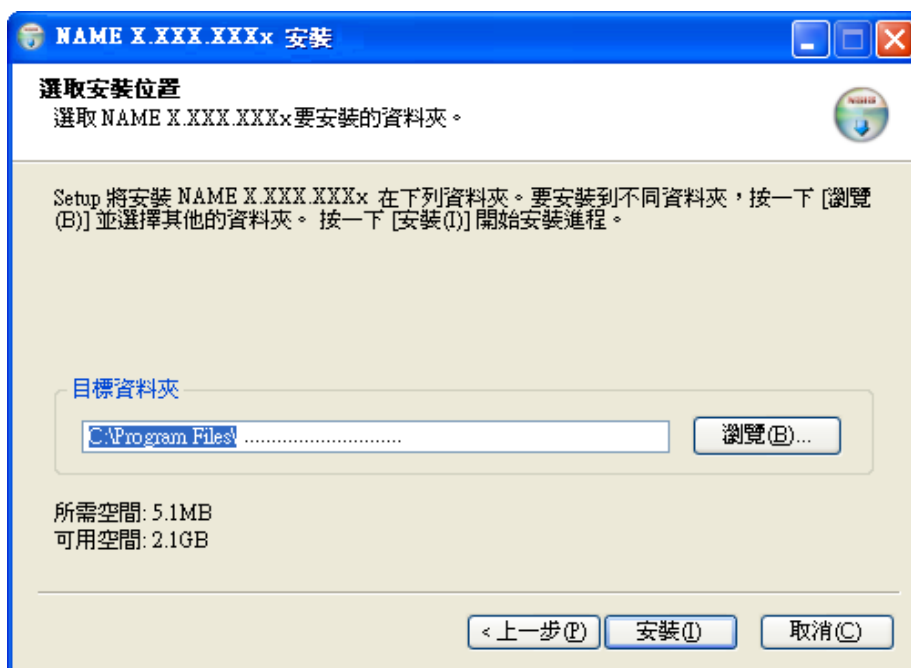 NAME X.XXX.XXXx 安裝
選取安裝位置
選取 NAME X.XXX.XXXx 要安裝的資料夾。
Setup 將安裝 NAME X.XXX.XXXx 在下列資料夾。要安裝到不同資料夾，按一下 [瀏覽
(B)] 並選擇其他的資料夾。 按一下 [安裝(I)] 開始安裝進程。
目標資料夾
C:\Program Files\ .............................
瀏覽(B)...
所需空間: 5.1MB
可用空間: 2.1GB
< 上一步(P)
安裝(I)
取消(C)